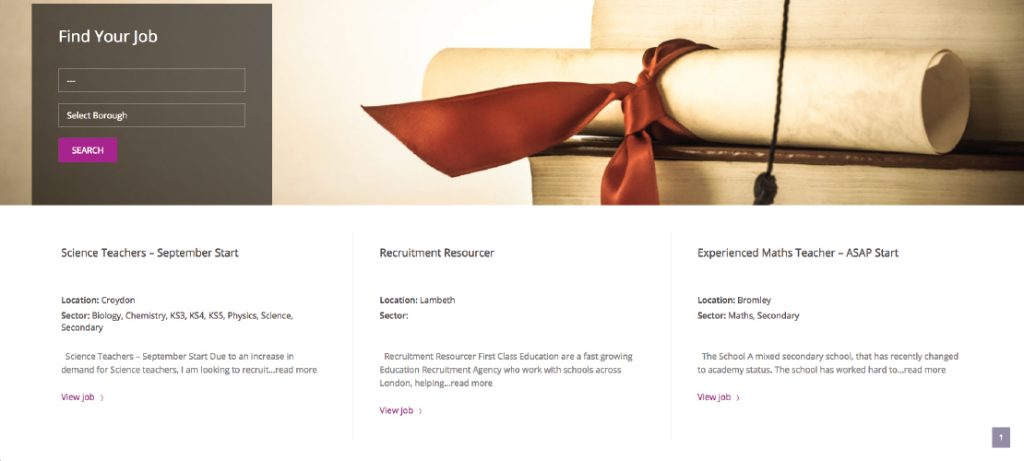 Find Your Job
---
Select Borough
SEARCH
Science Teachers – September Start
Location: Croydon
Sector: Biology, Chemistry, KS3, KS4, KS5, Physics, Science,
Secondary
Science Teachers – September Start Due to an increase in
demand for Science teachers, I am looking to recruit...read more
View job
Recruitment Resourcer
Location: Lambeth
Sector:
Recruitment Resourcer First Class Education are a fast growing
Education Recruitment Agency who work with schools across
London, helping...read more
View job
Experienced Maths Teacher – ASAP Start
Location: Bromley
Sector: Maths, Secondary
The School A mixed secondary school, that has recently changed
to academy status. The school has worked hard to...read more
View job